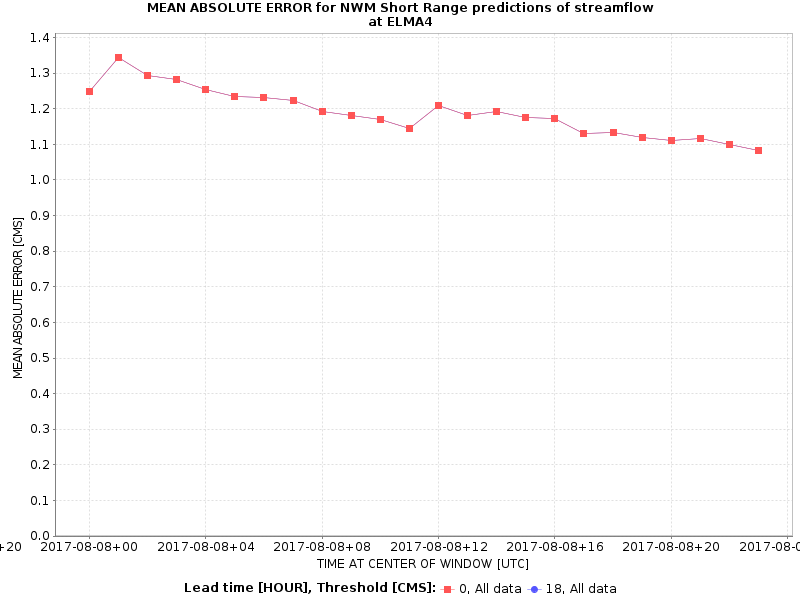 MEAN ABSOLUTE ERROR for NWM Short Range predictions of streamflow
at ELMA4
MEAN ABSOLUTE ERROR [CMS]
1.4
1.3
1.2
1.1
1.0
0.9
0.8
0.7
0.6
0.5
0.4
0.3
0.2
0.1
0.0
+20 2017-08-08+00 2017-08-08+04 2017-08-08+08 2017-08-08+12 2017-08-08+16 2017-08-08+20 2017-08-0
TIME AT CENTER OF WINDOW [UTC]
Lead time [HOUR], Threshold [CMS]: 0, All data 18, All data